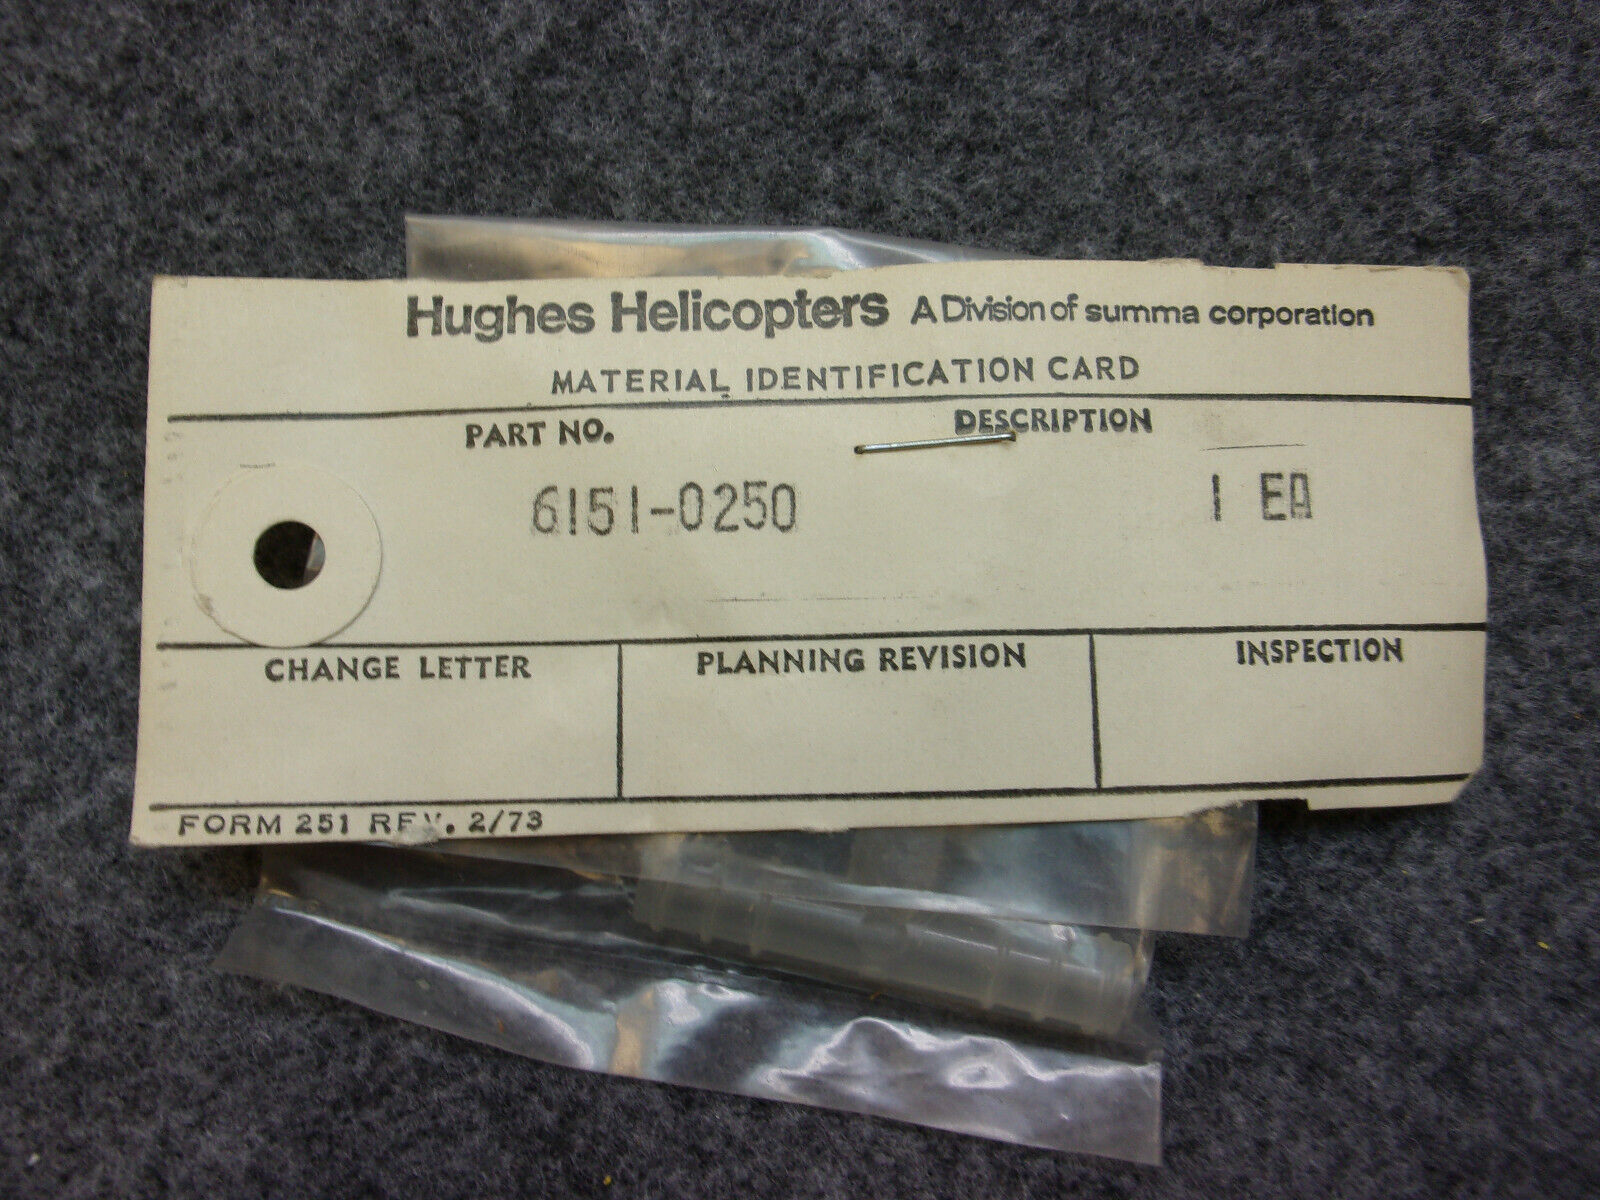 Hughes Helicopters A Division of summa corporation
MATERIAL IDENTIFICATION CARD
PART NO. DESCRIPTION
6151-0250 1 EA
CHANGE LETTER PLANNING REVISION INSPECTION
FORM 251 REV. 2/73